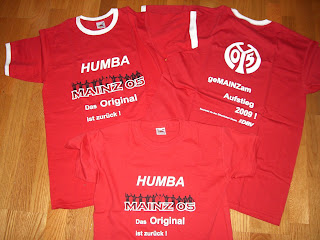 HUMBA
MAINZ 05
Das Original
ist zurück !
05
geMAINZam
Aufstieg
2009 !
HUMBA
MAINZ 05
Das Original
ist zurück !